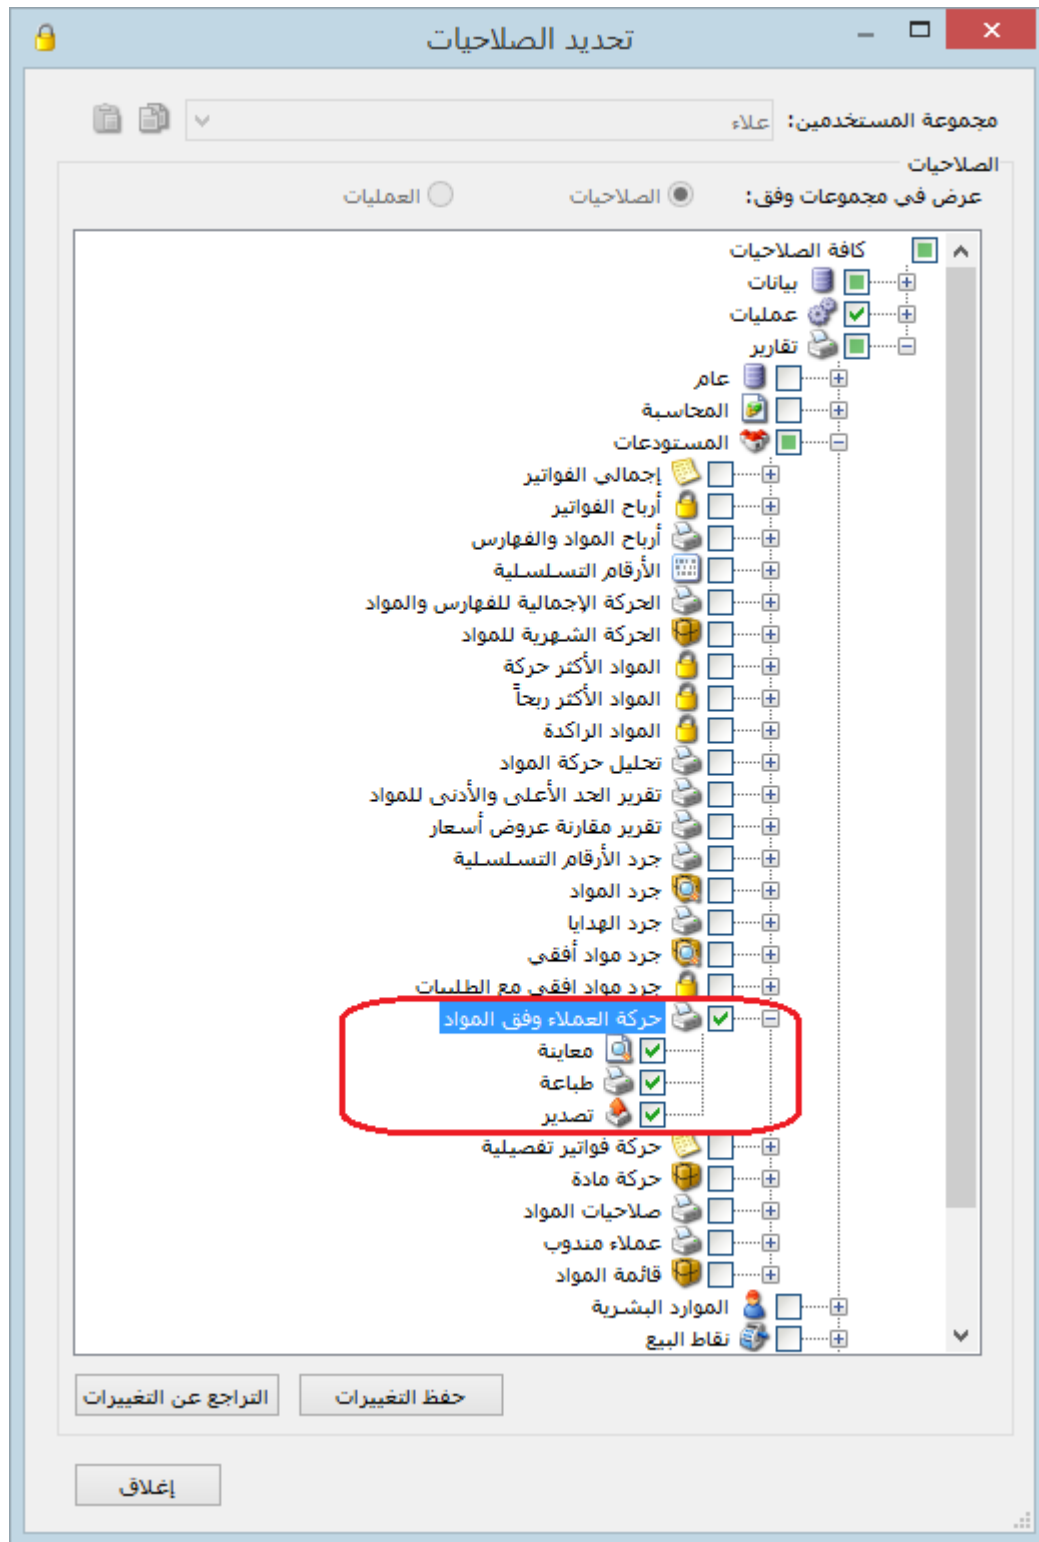 تحديد الصلاحيات
مجموعة المستخدمين: علاء
الصلاحيات
عرض في مجموعات وفق: الصلاحيات العمليات
كافة الصلاحيات
بيانات
عمليات
تقارير
عام
المحاسبة
المستودعات
إجمالي الفواتير
أرباح الفواتير
أرباح المواد والفهارس
الأرقام التسلسلية
الحركة الإجمالية للفهارس والمواد
الحركة الشهرية للمواد
المواد الأكثر حركة
المواد الأكثر ربحاً
المواد الراكدة
تحليل حركة المواد
تقرير الحد الأعلى والأدنى للمواد
تقرير مقارنة عروض أسعار
جرد الأرقام التسلسلية
جرد المواد
جرد الهدايا
جرد مواد أفقي
جرد مواد افقي مع الطلبيات
حركة العملاء وفق المواد
معاينة
طباعة
تصدير
حركة فواتير تفصيلية
حركة مادة
صلاحيات المواد
عملاء مندوب
قائمة المواد
الموارد البشرية
نقاط البيع
حفظ التغييرات التراجع عن التغييرات
إغلاق